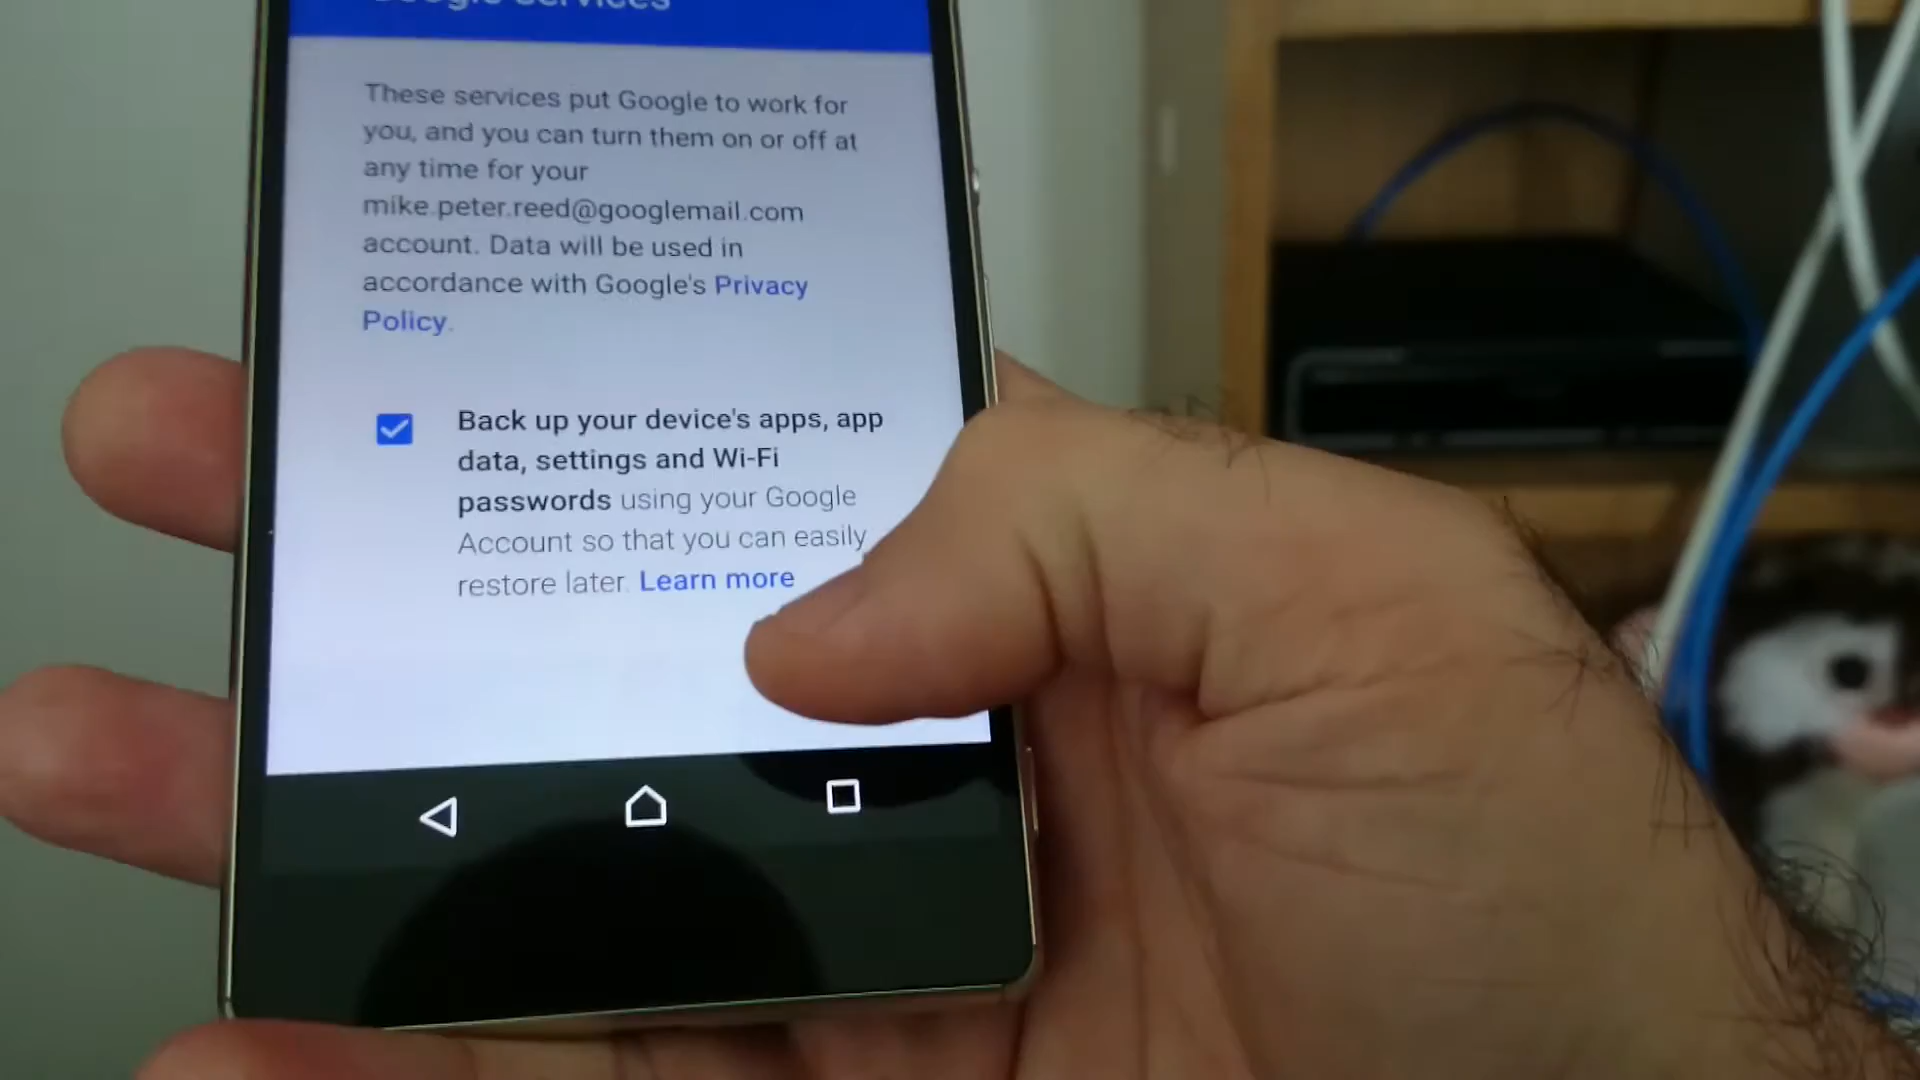 Google services
These services put Google to work for
you, and you can turn them on or off at
any time for your
mike.peter.reed@googlemail.com
account. Data will be used in
accordance with Google's Privacy
Policy.
Back up your device's apps, app
data, settings and Wi-Fi
passwords using your Google
Account so that you can easily
restore later. Learn more